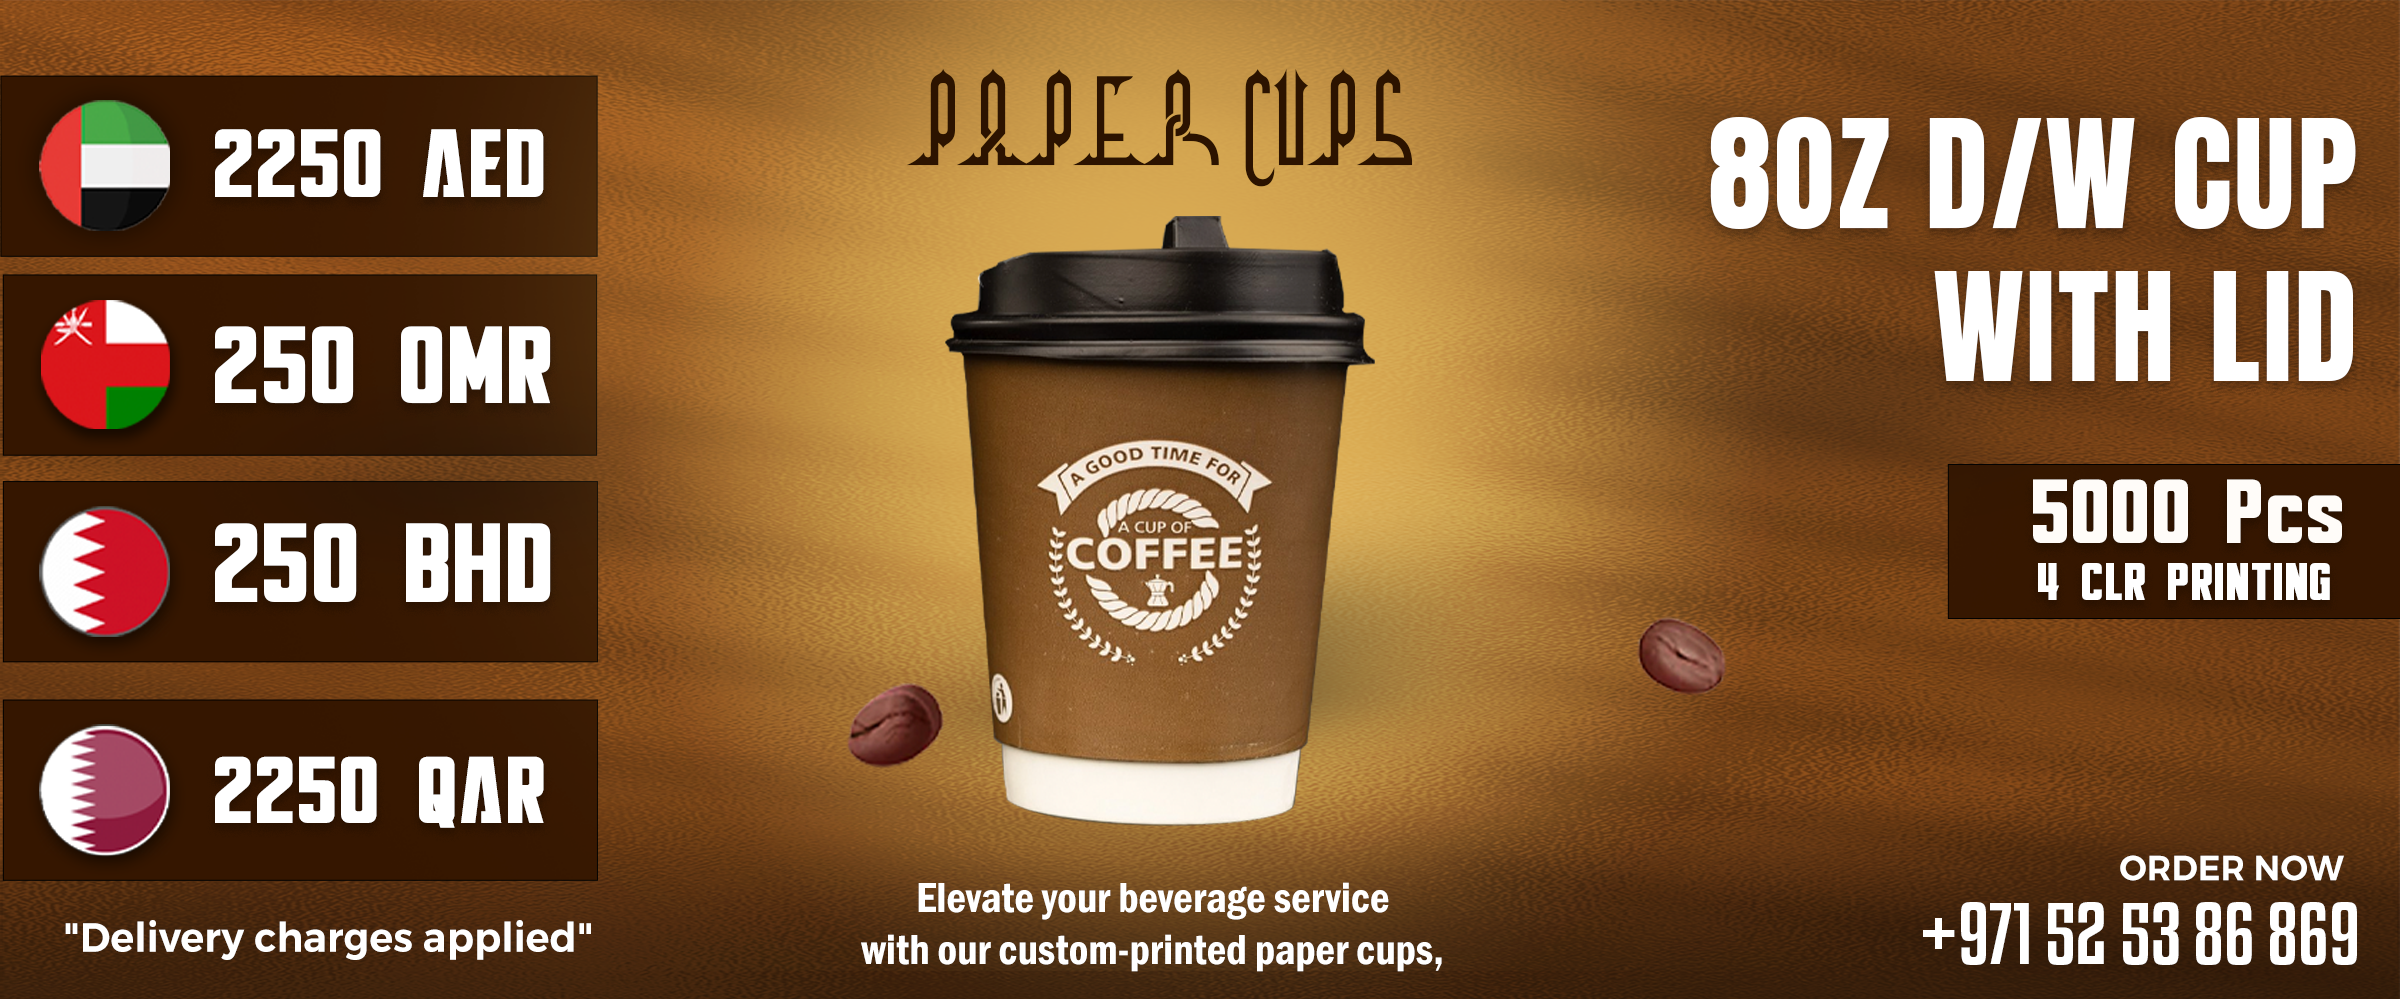 PAPER CUPS
2250 AED
250 OMR
250 BHD
2250 QAR
"Delivery charges applied"
A GOOD TIME FOR
A CUP OF
COFFEE
Elevate your beverage service
with our custom-printed paper cups,
8OZ D/W CUP
WITH LID
5000 Pcs
4 CLR PRINTING
ORDER NOW
+971 52 53 86 869